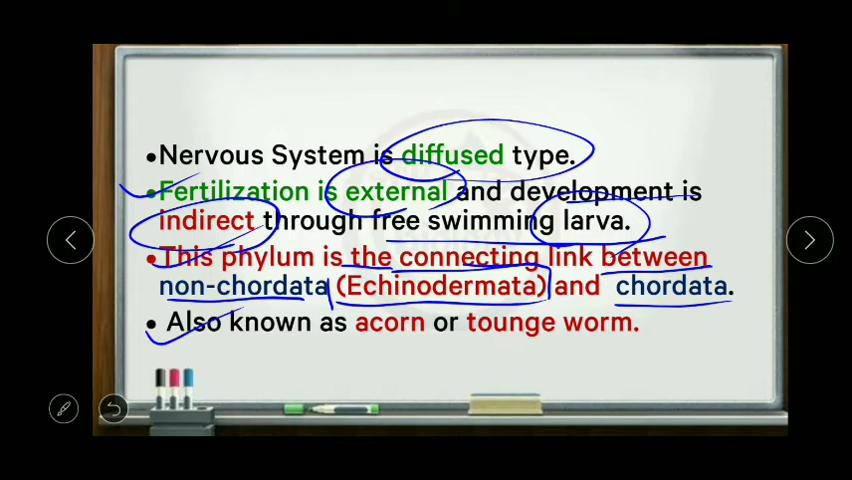 •Nervous System is diffused type.
•Fertilization is external and development is
indirect through free swimming larva.
•This phylum is the connecting link between
non-chordata (Echinodermata) and chordata.
• Also known as acorn or tounge worm.